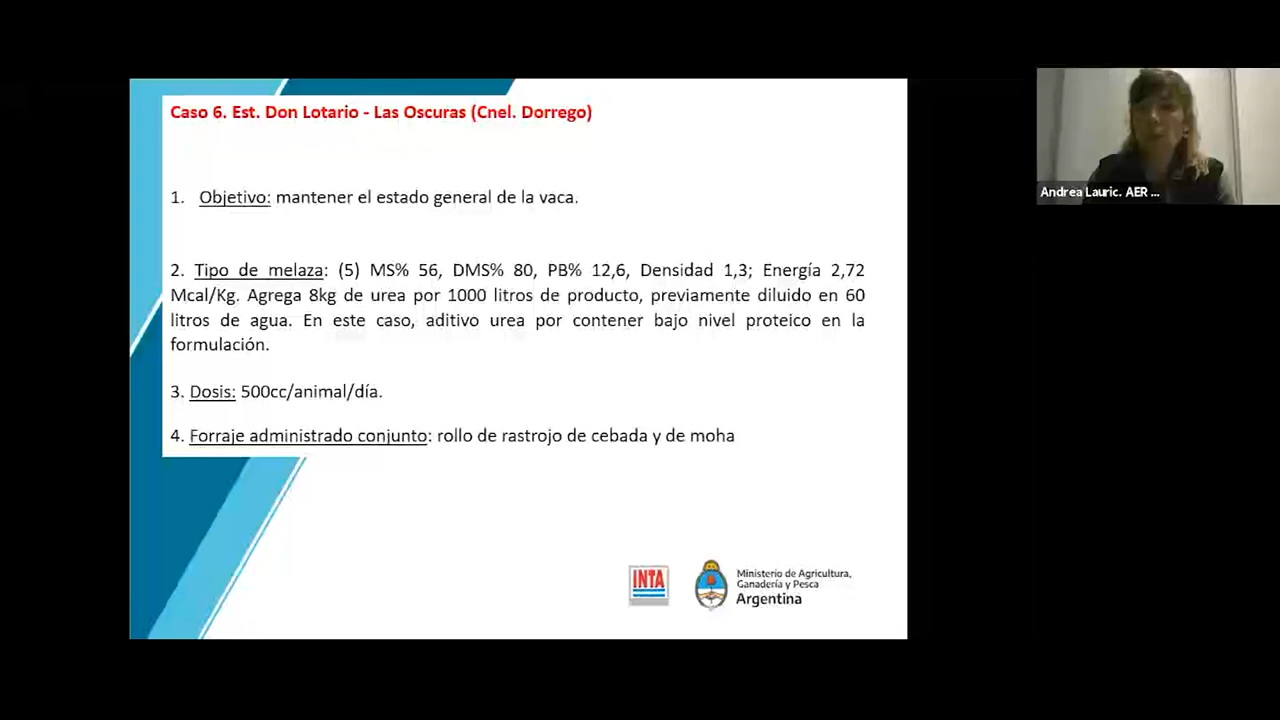 Caso 6. Est. Don Lotario - Las Oscuras (Cnel. Dorrego)
1. Objetivo: mantener el estado general de la vaca.
2. Tipo de melaza: (5) MS% 56, DMS% 80, PB% 12,6, Densidad 1,3; Energía 2,72
Mcal/Kg. Agrega 8kg de urea por 1000 litros de producto, previamente diluido en 60
litros de agua. En este caso, aditivo urea por contener bajo nivel proteico en la
formulación.
3. Dosis: 500cc/animal/día.
4. Forraje administrado conjunto: rollo de rastrojo de cebada y de moha
INTA
Ministerio de Agricultura,
Ganadería y Pesca
Argentina
Andrea Lauric. AER ...